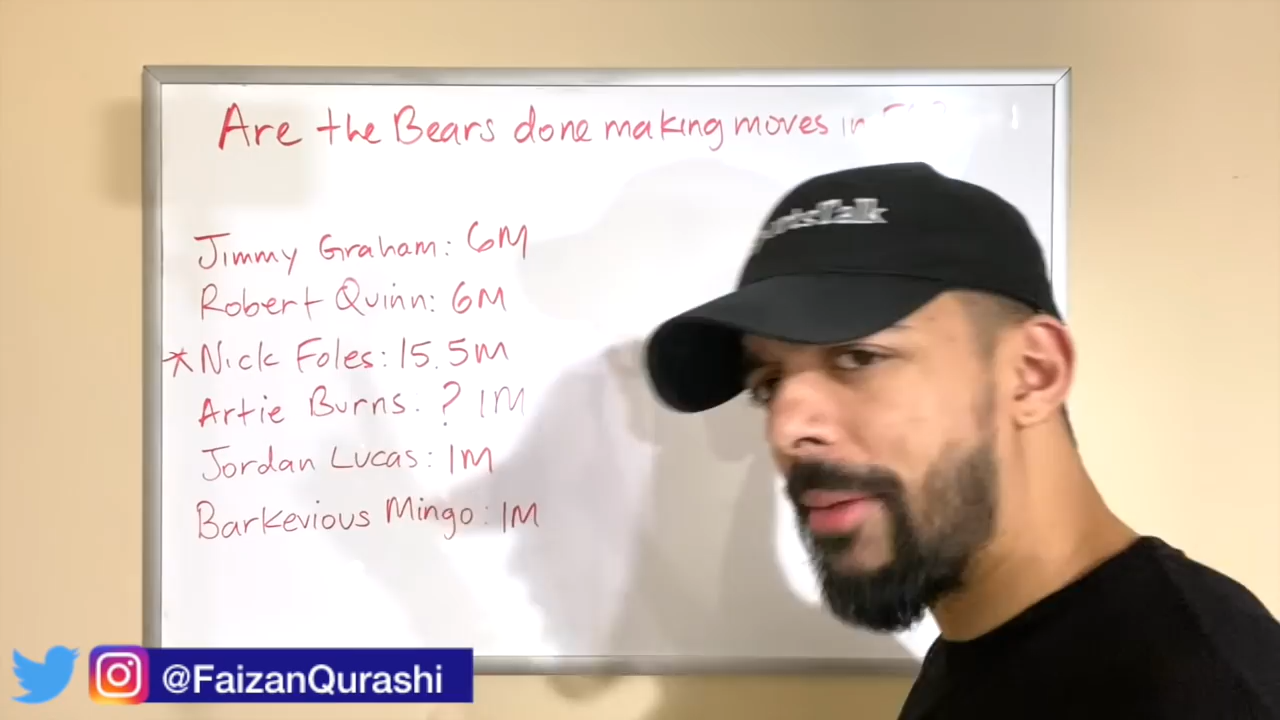 Are the Bears done making moves in
Jimmy Graham: 6M
Robert Quinn: 6M
* Nick Foles: 15.5M
Artie Burns: ? 1M
Jordan Lucas: 1M
Barkevious Mingo: 1M
@FaizanQurashi